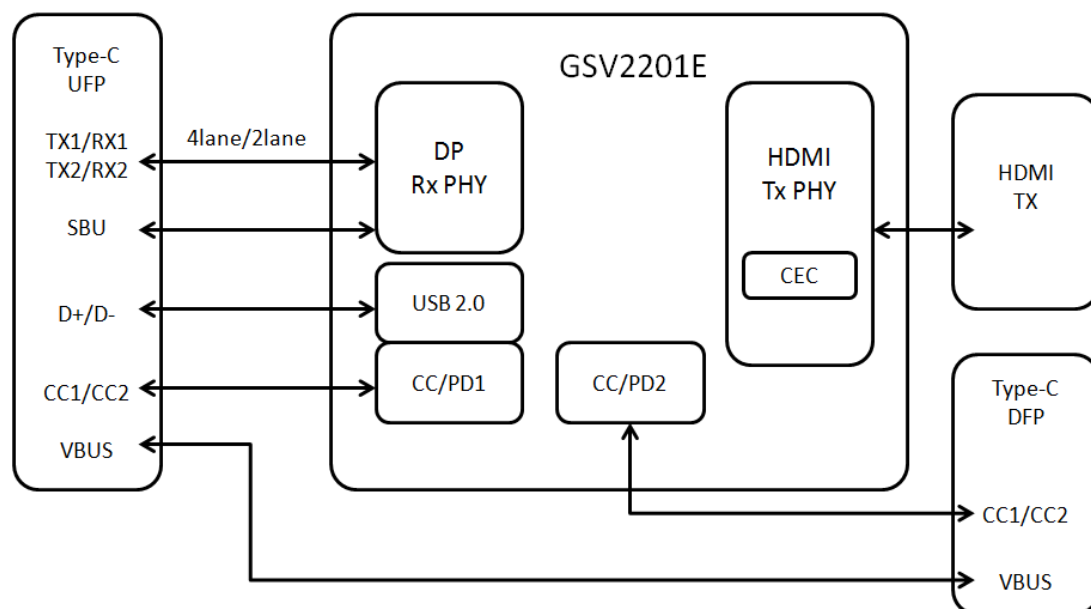 Type-C
UFP
TX1/RX1
TX2/RX2
SBU
D+/D-
CC1/CC2
VBUS
4lane/2lane
GSV2201E
DP
Rx PHY
USB 2.0
CC/PD1
CC/PD2
HDMI
Tx PHY
CEC
HDMI
TX
Type-C
DFP
CC1/CC2
VBUS